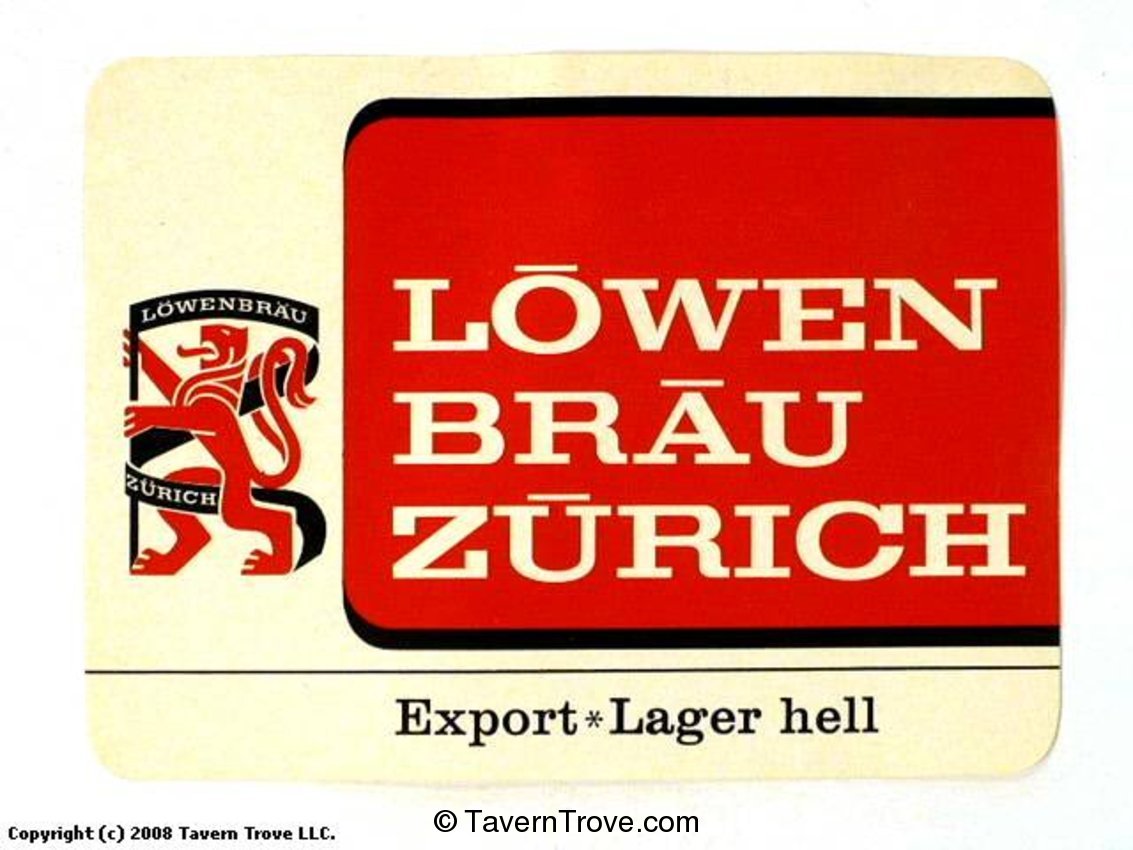 LÖWENBRÄU
ZÜRICH
LŌWEN
BRĀU
ZŪRICH
Export*Lager hell
Copyright (c) 2008 Tavern Trove LLC.
© TavernTrove.com